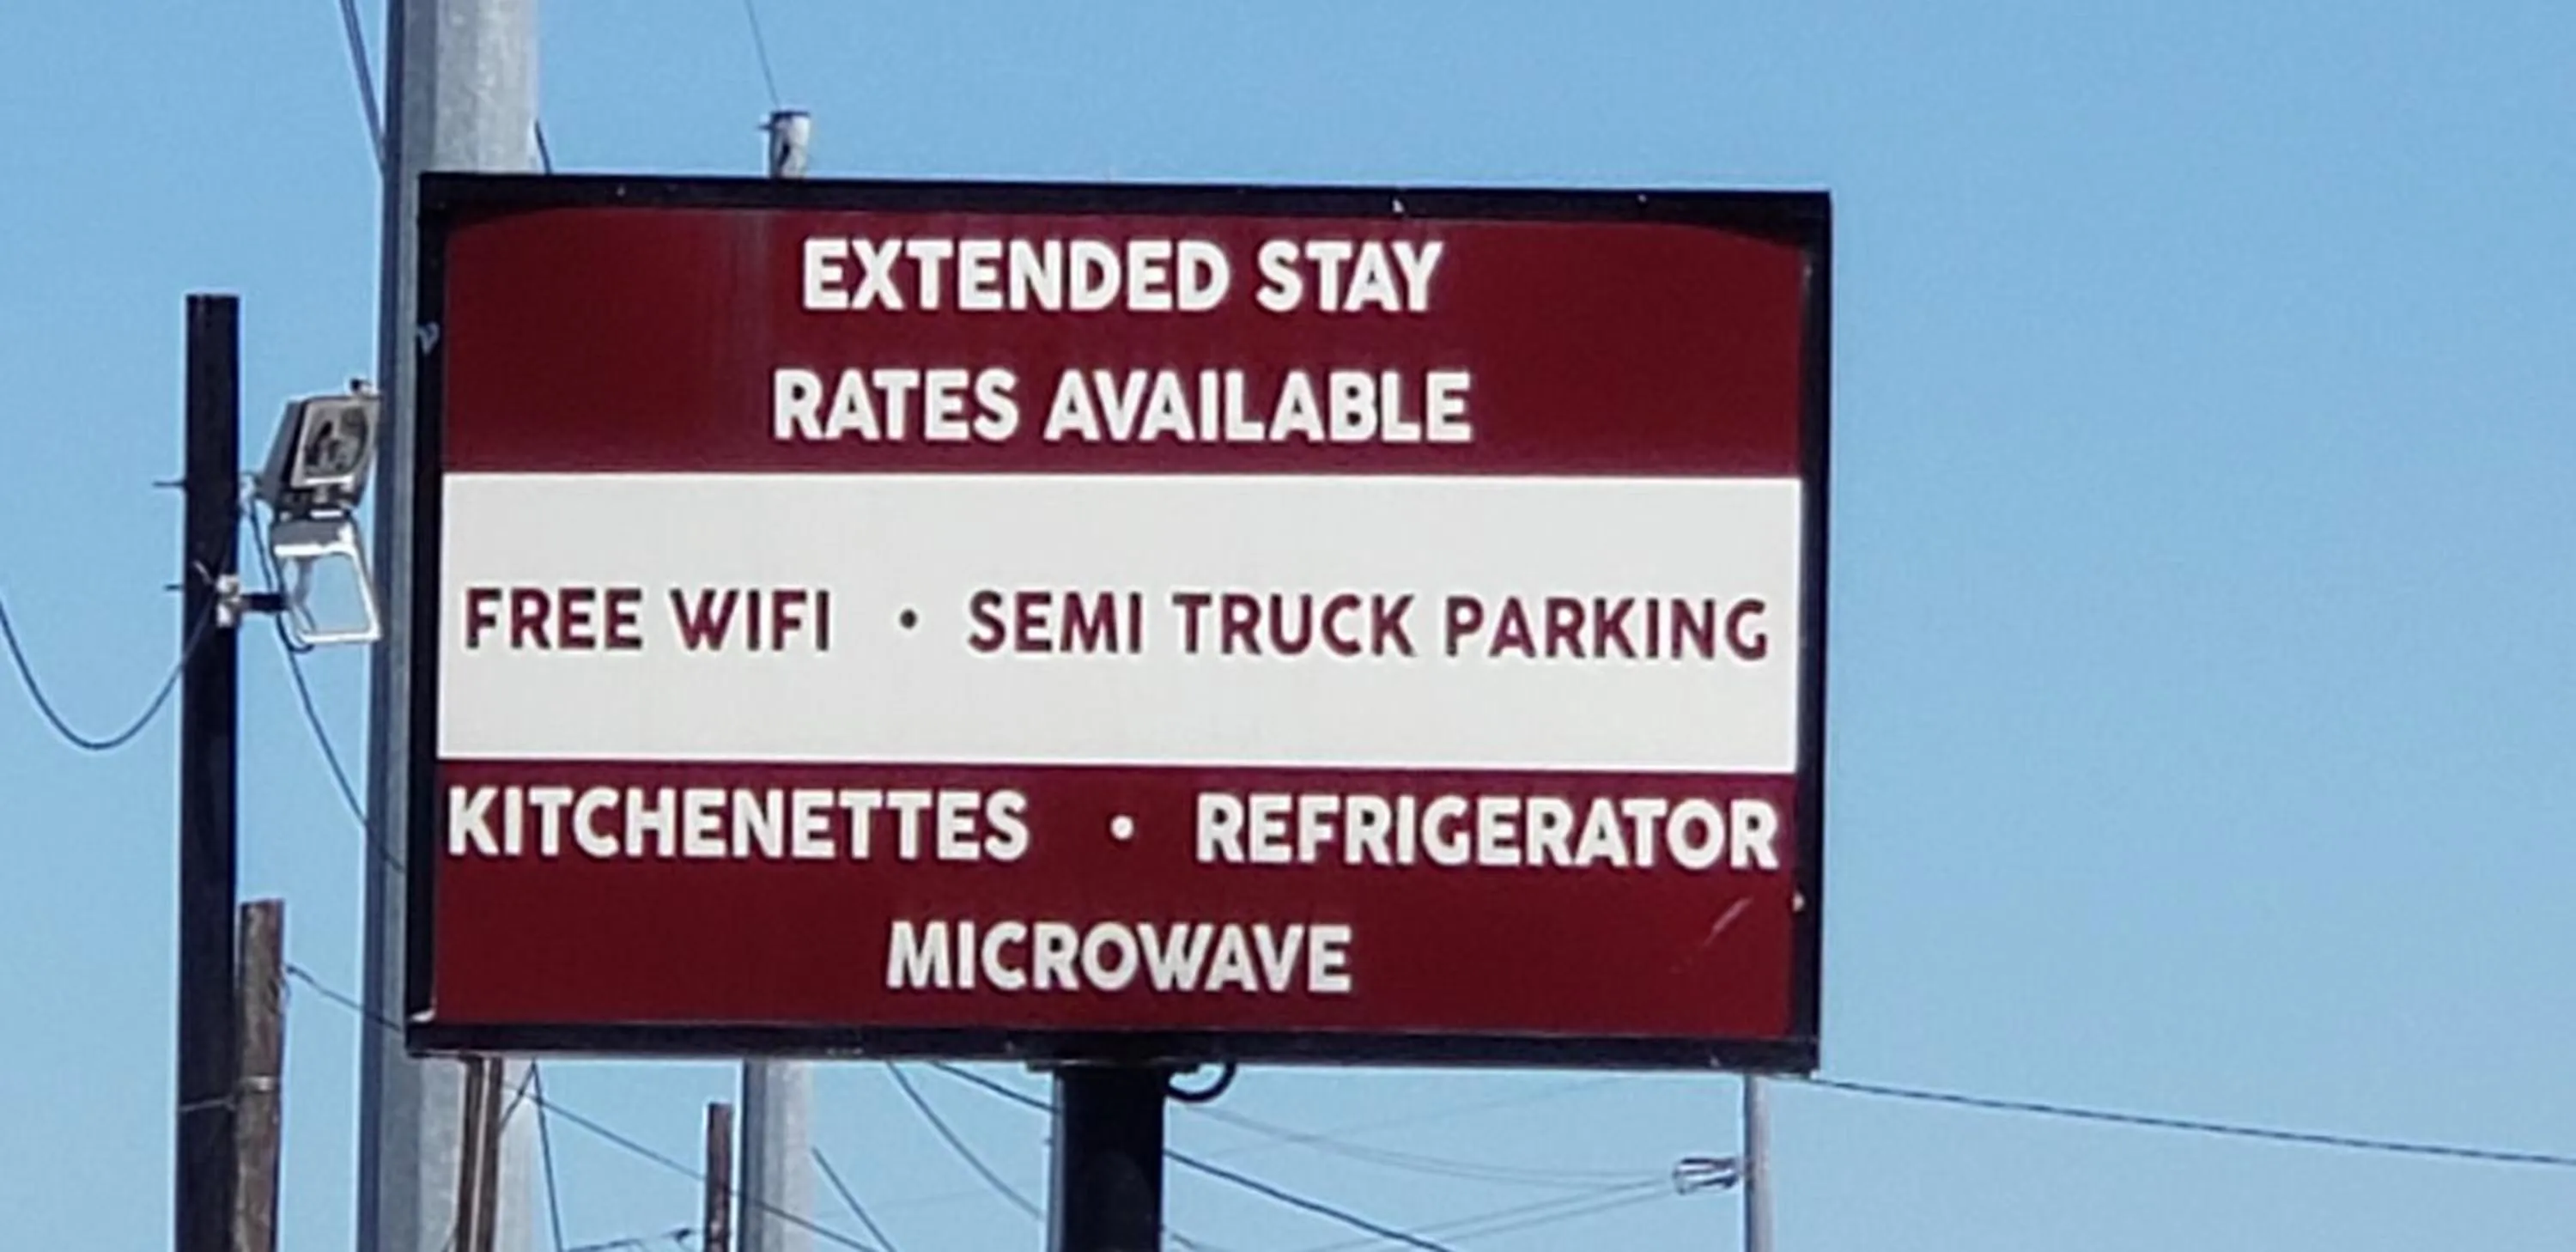 EXTENDED STAY
RATES AVAILABLE
FREE WIFI • SEMI TRUCK PARKING
KITCHENETTES • REFRIGERATOR
MICROWAVE